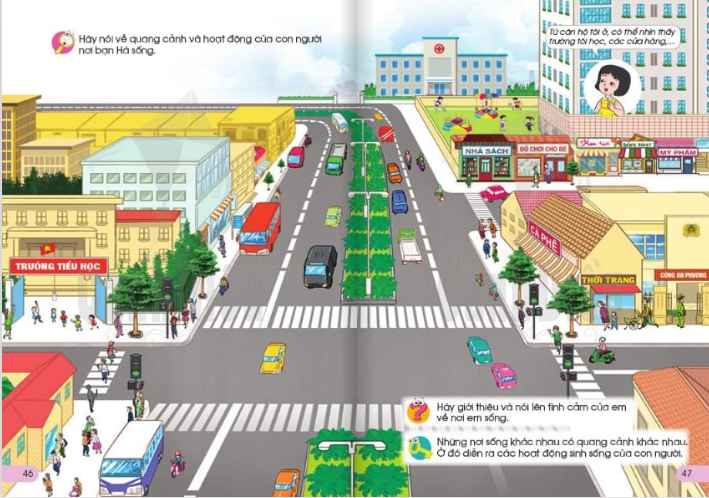 Hãy nói về quang cảnh và hoạt động của con người
nơi bạn Hà sống.
Từ căn hộ tôi ở, có thể nhìn thấy
trường tôi học, các cửa hàng,...
NHÀ SÁCH
ĐỒ CHƠI CHO BÉ
Hoa tươi
BÁNH NGỌT
MỸ PHẨM
CÀ PHÊ
THỜI TRANG
CÔNG AN PHƯỜNG
TRƯỜNG TIỂU HỌC
Hãy giới thiệu và nói lên tình cảm của em
về nơi em sống.
Những nơi sống khác nhau có quang cảnh khác nhau.
Ở đó diễn ra các hoạt động sinh sống của con người.
46
47